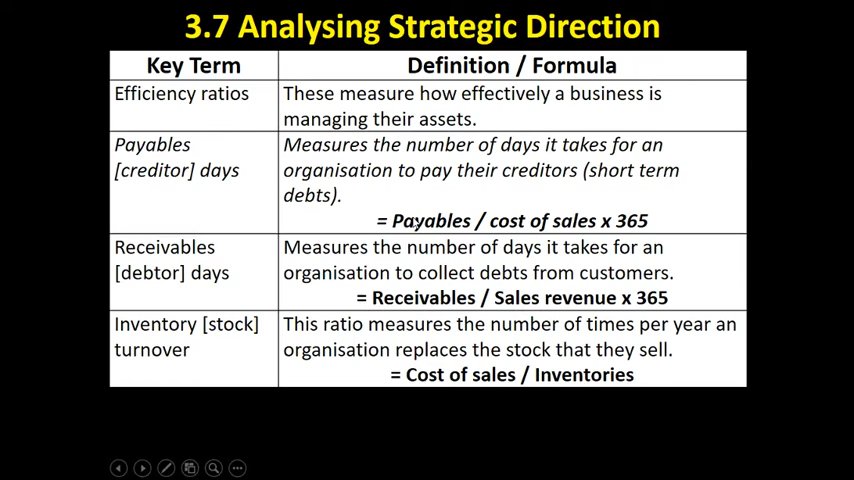 3.7 Analysing Strategic Direction
Key Term
Definition / Formula
Efficiency ratios
These measure how effectively a business is
managing their assets.
Payables
[creditor] days
Measures the number of days it takes for an
organisation to pay their creditors (short term
debts).
= Payables / cost of sales x 365
Receivables
[debtor] days
Measures the number of days it takes for an
organisation to collect debts from customers.
= Receivables / Sales revenue x 365
Inventory [stock]
turnover
This ratio measures the number of times per year an
organisation replaces the stock that they sell.
= Cost of sales / Inventories